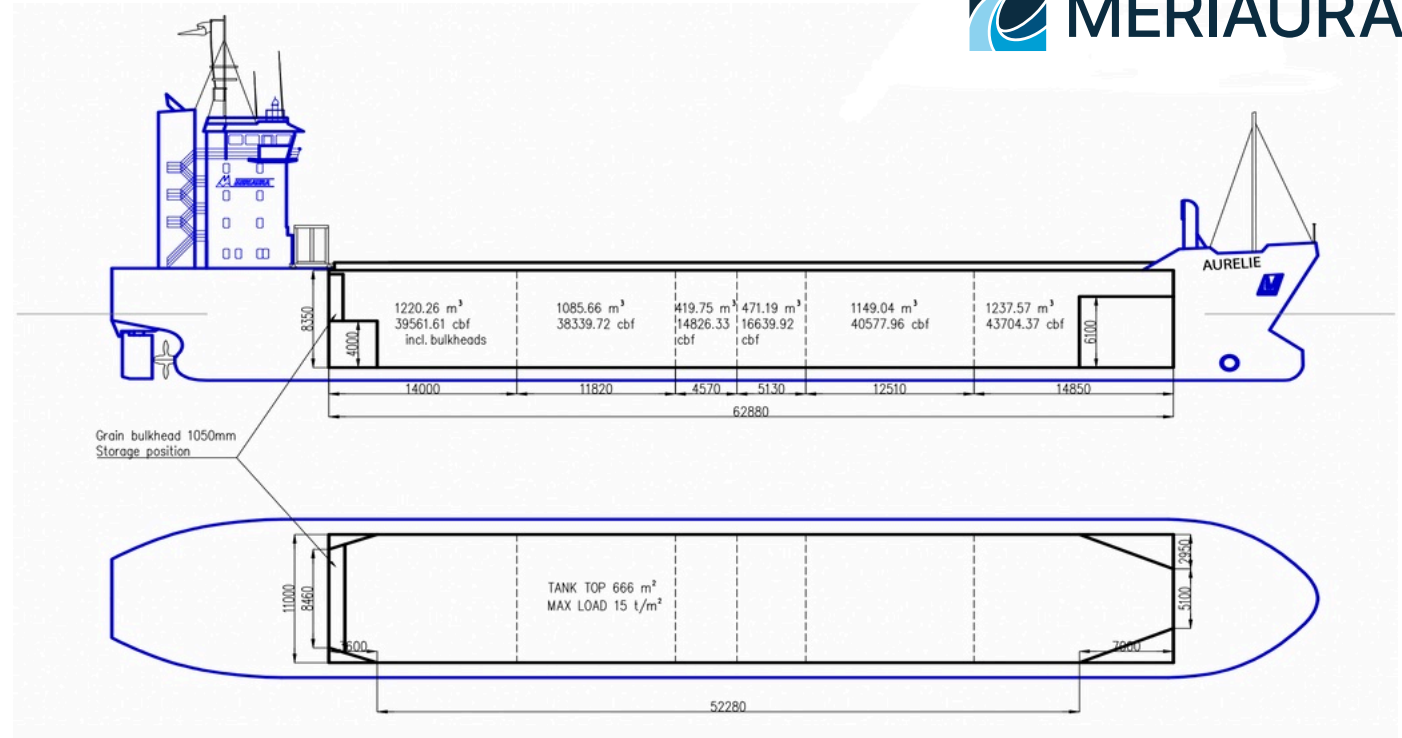 MERIAURA
MERIAURA
AURELIE
1220.26 m³
39561.61 cbf
incl. bulkheads
1085.66 m³
38339.72 cbf
419.75 m³
14826.33
cbf
471.19 m³
16639.92
cbf
1149.04 m³
40577.96 cbf
1237.57 m³
43704.37 cbf
8350
4000
6100
14000
11820
4570
5130
12510
14850
62880
Grain bulkhead 1050mm
Storage position
TANK TOP 666 m²
MAX LOAD 15 t/m²
11000
8460
3600
2950
5100
7000
52280